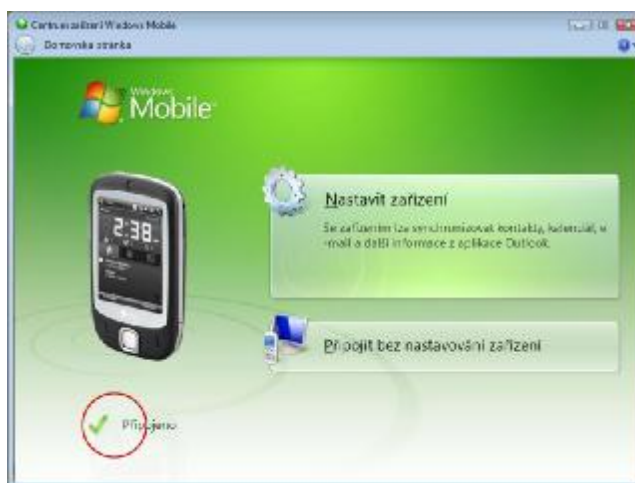 Centrum zařízení Windows Mobile
Domovská stránka
Windows
Mobile
2:38
Nastavit zařízení
Se zařízením lze synchronizovat kontakty, kalendář, e
-mail a další informace z aplikace Outlook.
Připojit bez nastavování zařízení
Připojeno